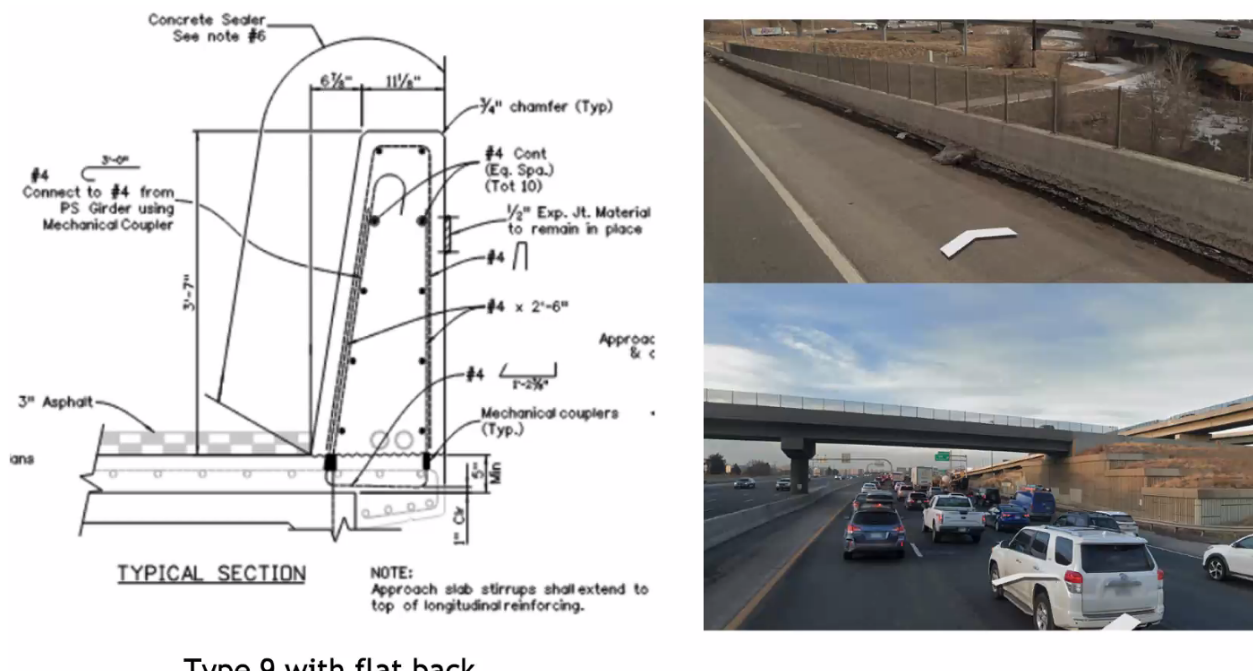 Concrete Sealer
See note #6
6⅞"
11⅛"
¾" chamfer (Typ)
#4
3'-0"
Connect to #4 from
PS Girder using
Mechanical Coupler
#4 Cont
(Eq. Spa.)
(Tot 10)
½" Exp. Jt. Material
to remain in place
#4
3'-7"
#4 x 2'-6"
Approac
& c
#4
1'-2⅜"
3" Asphalt
Mechanical couplers
(Typ.)
ans
5"
Min
1" Clr
TYPICAL SECTION
NOTE:
Approach slab stirrups shall extend to
top of longitudinal reinforcing.
Type 9 with flat back